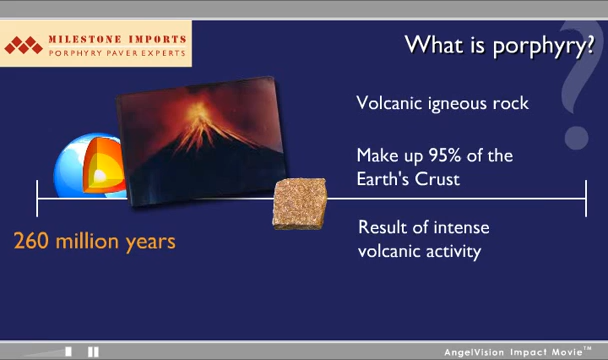 MILESTONE IMPORTS
PORPHYRY PAVER EXPERTS
What is porphyry?
?
Volcanic igneous rock
Make up 95% of the
Earth's Crust
Result of intense
volcanic activity
260 million years
AngelVision Impact Movie™